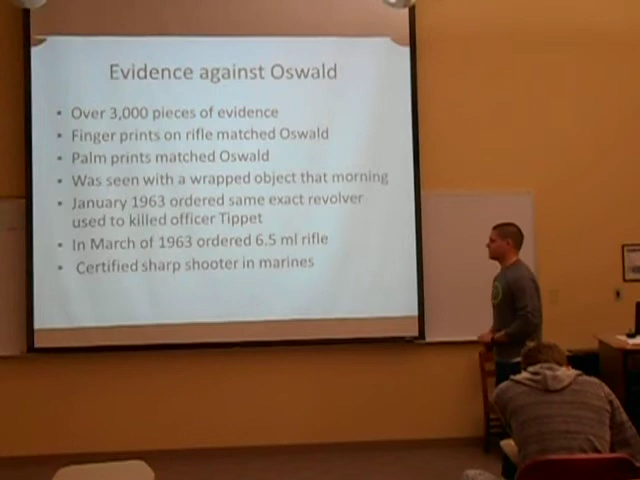 Evidence against Oswald
• Over 3,000 pieces of evidence
• Finger prints on rifle matched Oswald
• Palm prints matched Oswald
• Was seen with a wrapped object that morning
• January 1963 ordered same exact revolver
used to killed officer Tippet
• In March of 1963 ordered 6.5 ml rifle
• Certified sharp shooter in marines